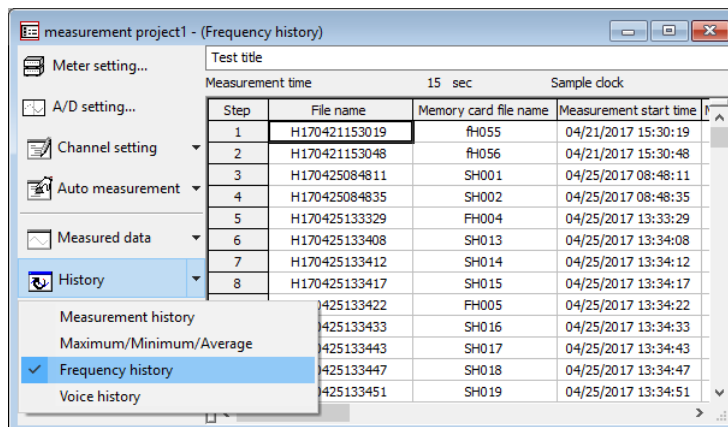 measurement project1 - (Frequency history)
Meter setting...
A/D setting...
Channel setting
Auto measurement
Measured data
History
Measurement history
Maximum/Minimum/Average
Frequency history
Voice history
Test title
Measurement time 15 sec Sample clock
Step File name Memory card file name Measurement start time
1 H170421153019 fH055 04/21/2017 15:30:19
2 H170421153048 fH056 04/21/2017 15:30:48
3 H170425084811 SH001 04/25/2017 08:48:11
4 H170425084835 SH002 04/25/2017 08:48:35
5 H170425133329 FH004 04/25/2017 13:33:29
6 H170425133408 SH013 04/25/2017 13:34:08
7 H170425133412 SH014 04/25/2017 13:34:12
8 H170425133417 SH015 04/25/2017 13:34:17
0425133422 FH005 04/25/2017 13:34:22
0425133433 SH016 04/25/2017 13:34:33
0425133443 SH017 04/25/2017 13:34:43
0425133447 SH018 04/25/2017 13:34:47
0425133451 SH019 04/25/2017 13:34:51